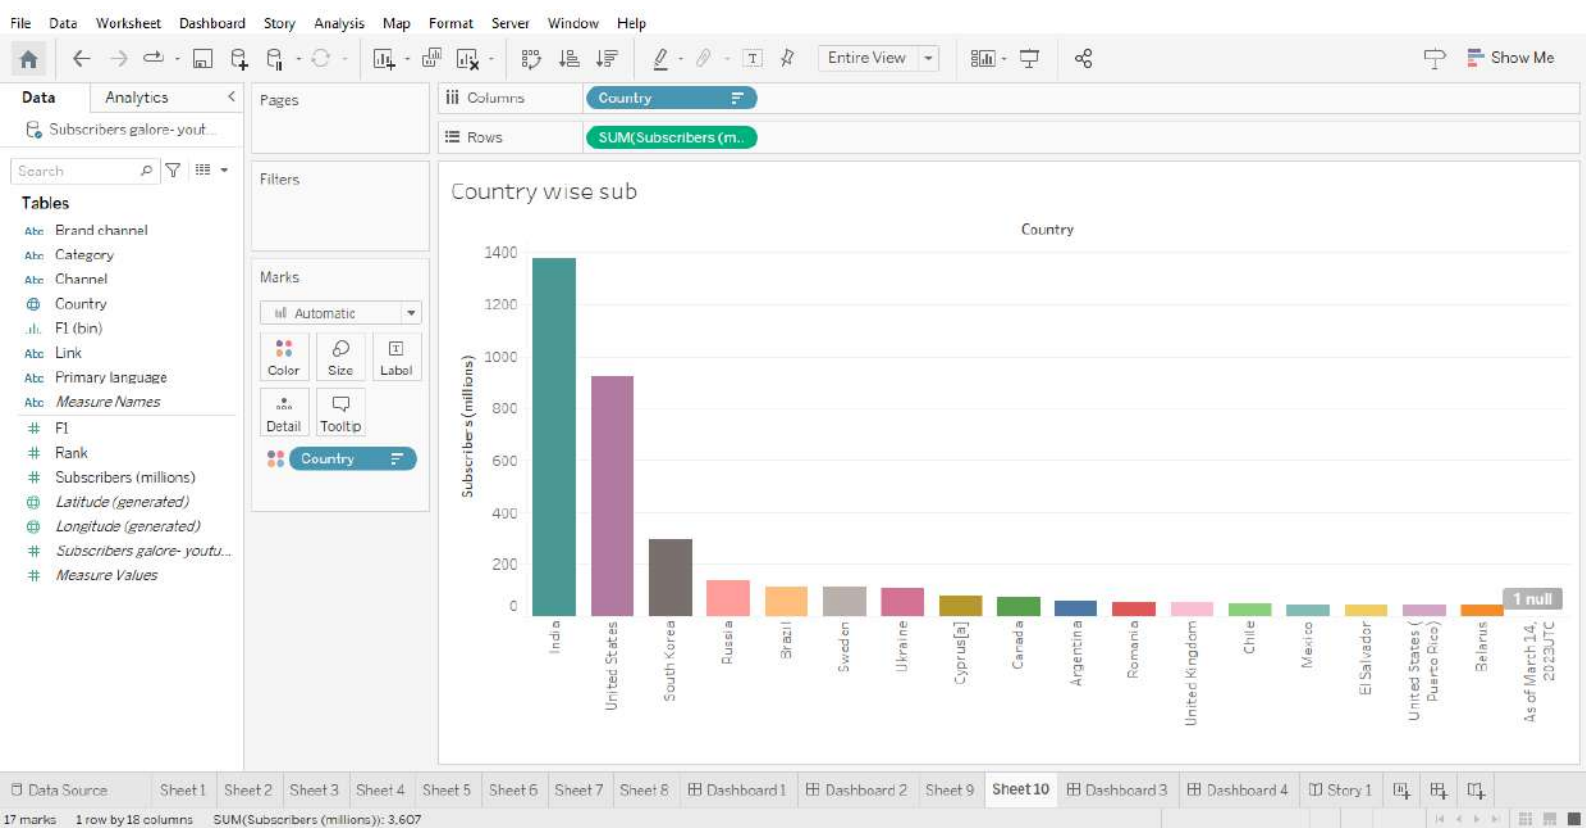 File Data Worksheet Dashboard Story Analysis Map Format Server Window Help
Entire View
Show Me
Data Analytics
Subscribers galore- yout...
Search
Tables
Abc Brand channel
Abc Category
Abc Channel
Country
F1 (bin)
Abc Link
Abc Primary language
Abc Measure Names
# F1
# Rank
# Subscribers (millions)
Latitude (generated)
Longitude (generated)
# Subscribers galore- youtu...
# Measure Values
Pages
Filters
Marks
Automatic
Color Size Label
Detail Tooltip
Country
Columns Country
Rows SUM(Subscribers (m..
Country wise sub
Country
Subscribers (millions)
1400
1200
1000
800
600
400
200
0
1 null
India
United States
South Korea
Russia
Brazil
Sweden
Ukraine
Cyprus[a]
Canada
Argentina
Romania
United Kingdom
Chile
Mexico
El Salvador
United States (
Puerto Rico)
Belarus
As of March 14,
2023UTC
Data Source Sheet 1 Sheet 2 Sheet 3 Sheet 4 Sheet 5 Sheet 6 Sheet 7 Sheet 8 Dashboard 1 Dashboard 2 Sheet 9 Sheet 10 Dashboard 3 Dashboard 4 Story 1
17 marks 1 row by 18 columns SUM(Subscribers (millions)): 3,607